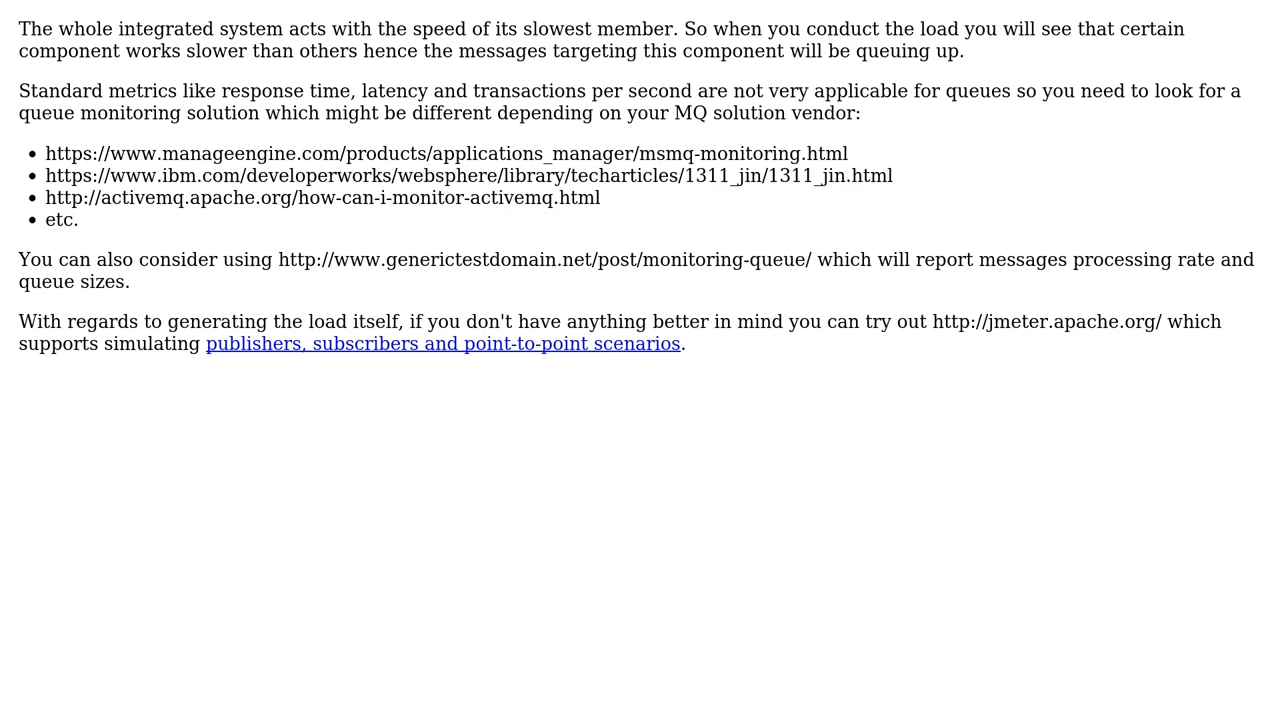 The whole integrated system acts with the speed of its slowest member. So when you conduct the load you will see that certain
component works slower than others hence the messages targeting this component will be queuing up.
Standard metrics like response time, latency and transactions per second are not very applicable for queues so you need to look for a
queue monitoring solution which might be different depending on your MQ solution vendor:
• https://www.manageengine.com/products/applications_manager/msmq-monitoring.html
• https://www.ibm.com/developerworks/websphere/library/techarticles/1311_jin/1311_jin.html
• http://activemq.apache.org/how-can-i-monitor-activemq.html
• etc.
You can also consider using http://www.generictestdomain.net/post/monitoring-queue/ which will report messages processing rate and
queue sizes.
With regards to generating the load itself, if you don't have anything better in mind you can try out http://jmeter.apache.org/ which
supports simulating publishers, subscribers and point-to-point scenarios.